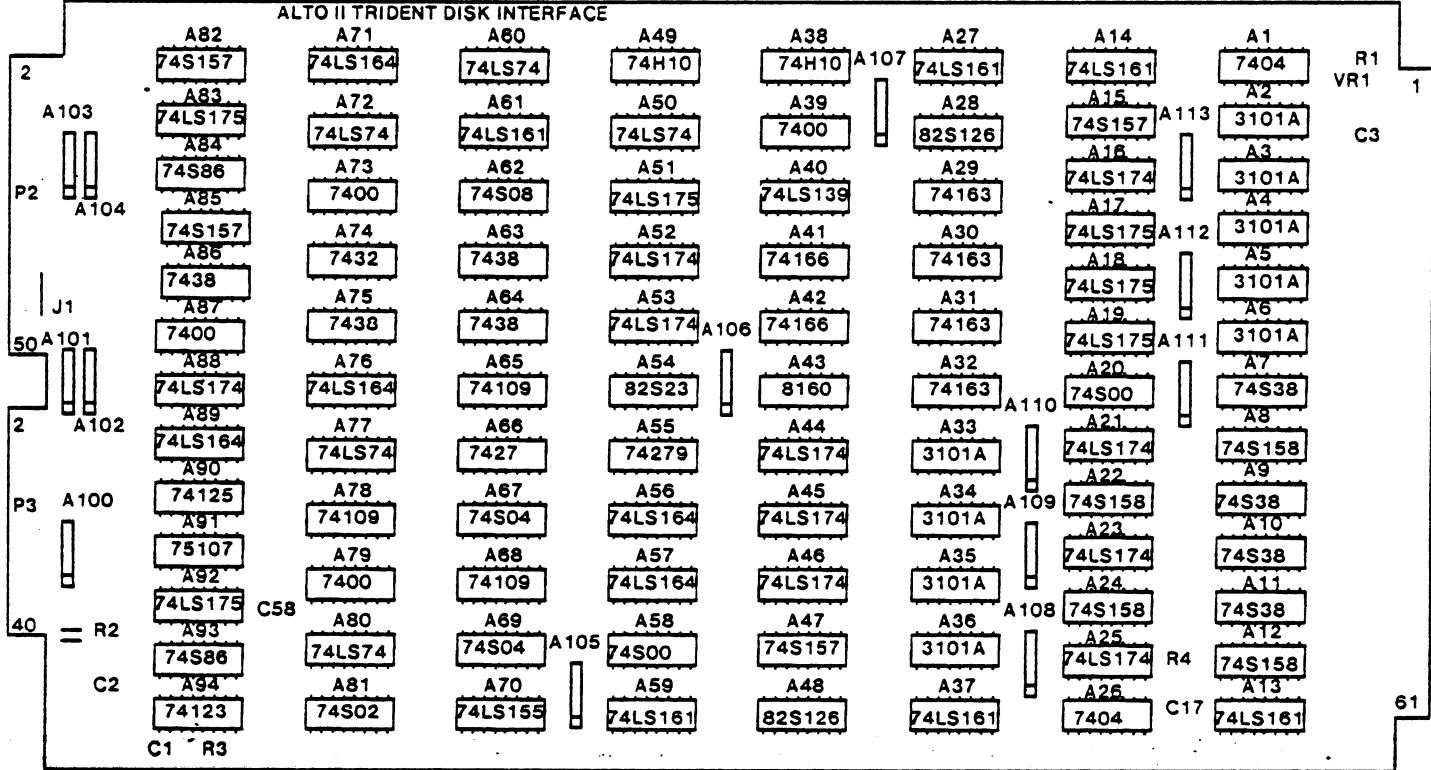 ALTO II TRIDENT DISK INTERFACE
A82 A71 A60 A49 A38 A27 A14 A1
74S157 74LS164 74LS74 74H10 74H10 A107 74LS161 74LS161 7404 R1
2 VR1 1
A83 A72 A61 A50 A39 A28 A15 A2
A103 74LS175 74LS74 74LS161 74LS74 7400 82S126 74S157 A113 3101A C3
A84 A73 A62 A51 A40 A29 A16 A3
P2 74S86 7400 74S08 74LS175 74LS139 74163 74LS174 3101A
A104 A85 A74 A63 A52 A41 A30 A17 A4
74S157 7432 7438 74LS174 74166 74163 74LS175 A112 3101A
A86 A75 A64 A53 A42 A31 A18 A5
J1 7438 7438 7438 74LS174 A106 74166 74163 74LS175 3101A
A87 A76 A65 A54 A43 A32 A19 A6
50 A101 7400 74LS164 74109 82S23 8160 74163 74LS175 A111 3101A
A88 A77 A66 A55 A44 A33 A20 A7
74LS174 74LS74 7427 74279 74LS174 A110 3101A 74S00 74S38
2 A102 A89 A78 A67 A56 A45 A34 A21 A8
74LS164 74109 74S04 74LS164 74LS174 3101A 74LS174 74S158
A90 A79 A68 A57 A46 A35 A22 A9
P3 A100 74125 7400 74109 74LS164 74LS174 3101A A109 74S158 74S38
A91 A80 A69 A58 A47 A36 A23 A10
75107 74LS74 74S04 74S00 74S157 3101A 74LS174 74S38
A92 A81 A70 A59 A48 A37 A24 A11
74LS175 C58 74S02 74LS155 A105 74LS161 82S126 74LS161 A108 74S158 74S38
40 R2 A93 A25 A12
74S86 74LS174 R4 74S158
C2 A94 A26 A13 61
74123 7404 C17 74LS161
C1 R3